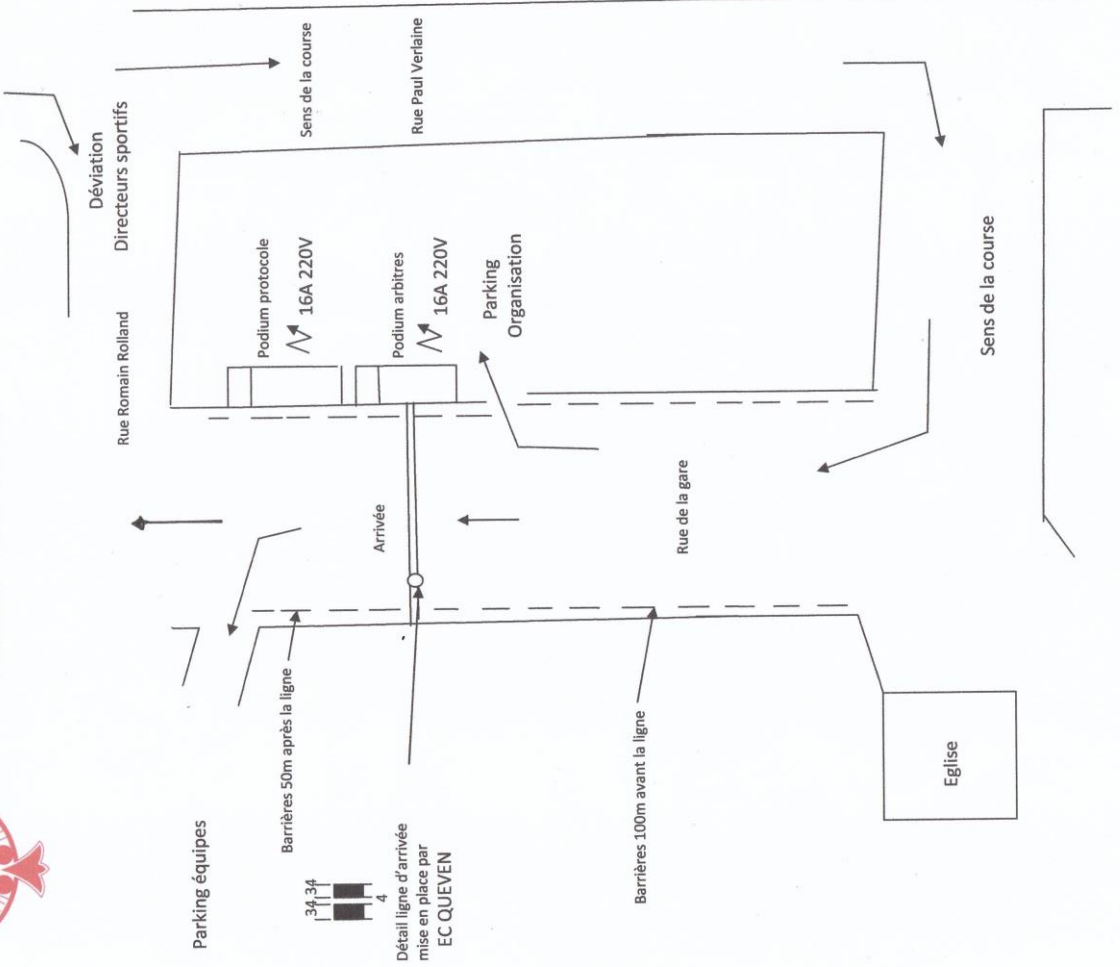 Déviation
Directeurs sportifs
Sens de la course
Rue Paul Verlaine
Rue Romain Rolland
Podium protocole
16A 220V
Podium arbitres
16A 220V
Parking
Organisation
Sens de la course
Arrivée
Rue de la gare
Parking équipes
Barrières 50m après la ligne
34 34
4
Détail ligne d'arrivée
mise en place par
EC QUEVEN
Barrières 100m avant la ligne
Eglise